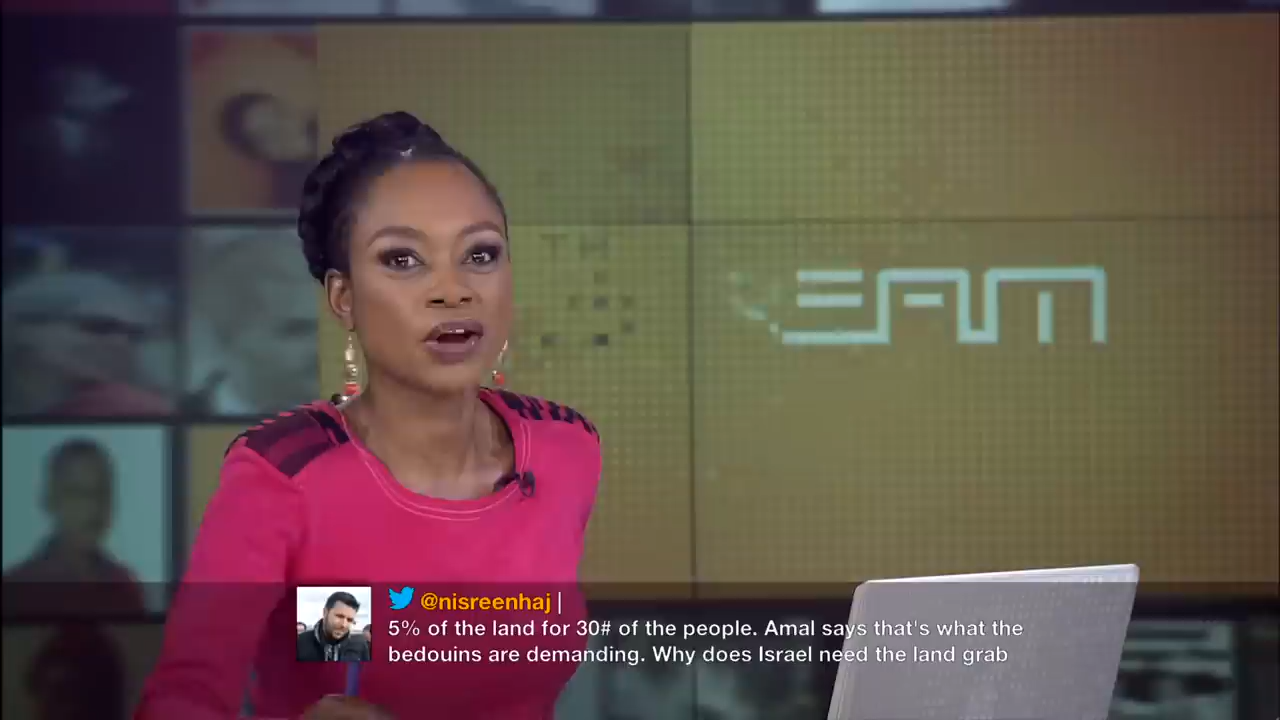 EAM
@nisreenhaj |
5% of the land for 30# of the people. Amal says that's what the
bedouins are demanding. Why does Israel need the land grab